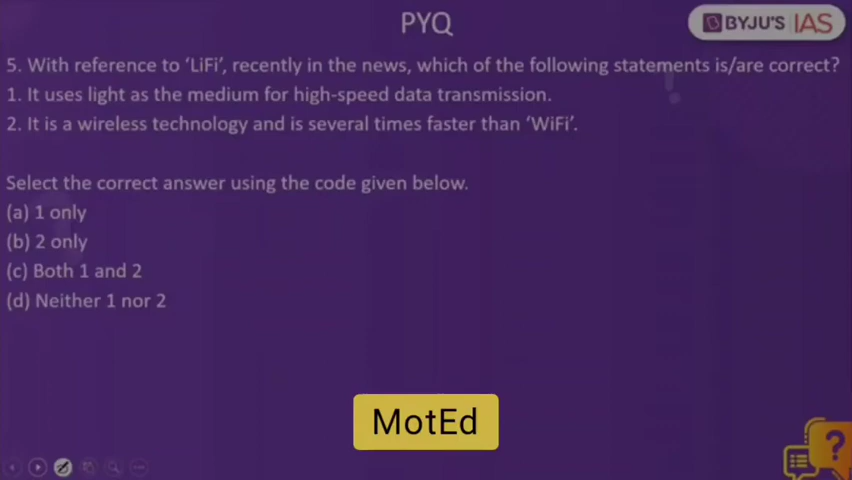 PYQ
BYJU'S IAS
5. With reference to 'LiFi', recently in the news, which of the following statements is/are correct?
1. It uses light as the medium for high-speed data transmission.
2. It is a wireless technology and is several times faster than 'WiFi'.
Select the correct answer using the code given below.
(a) 1 only
(b) 2 only
(c) Both 1 and 2
(d) Neither 1 nor 2
MotEd
?